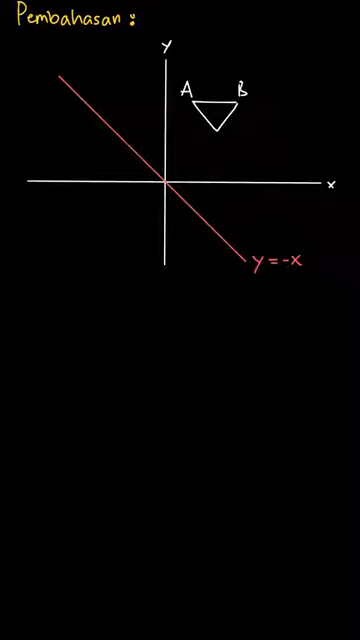 Pembahasan :
y
A B
x
y = -x